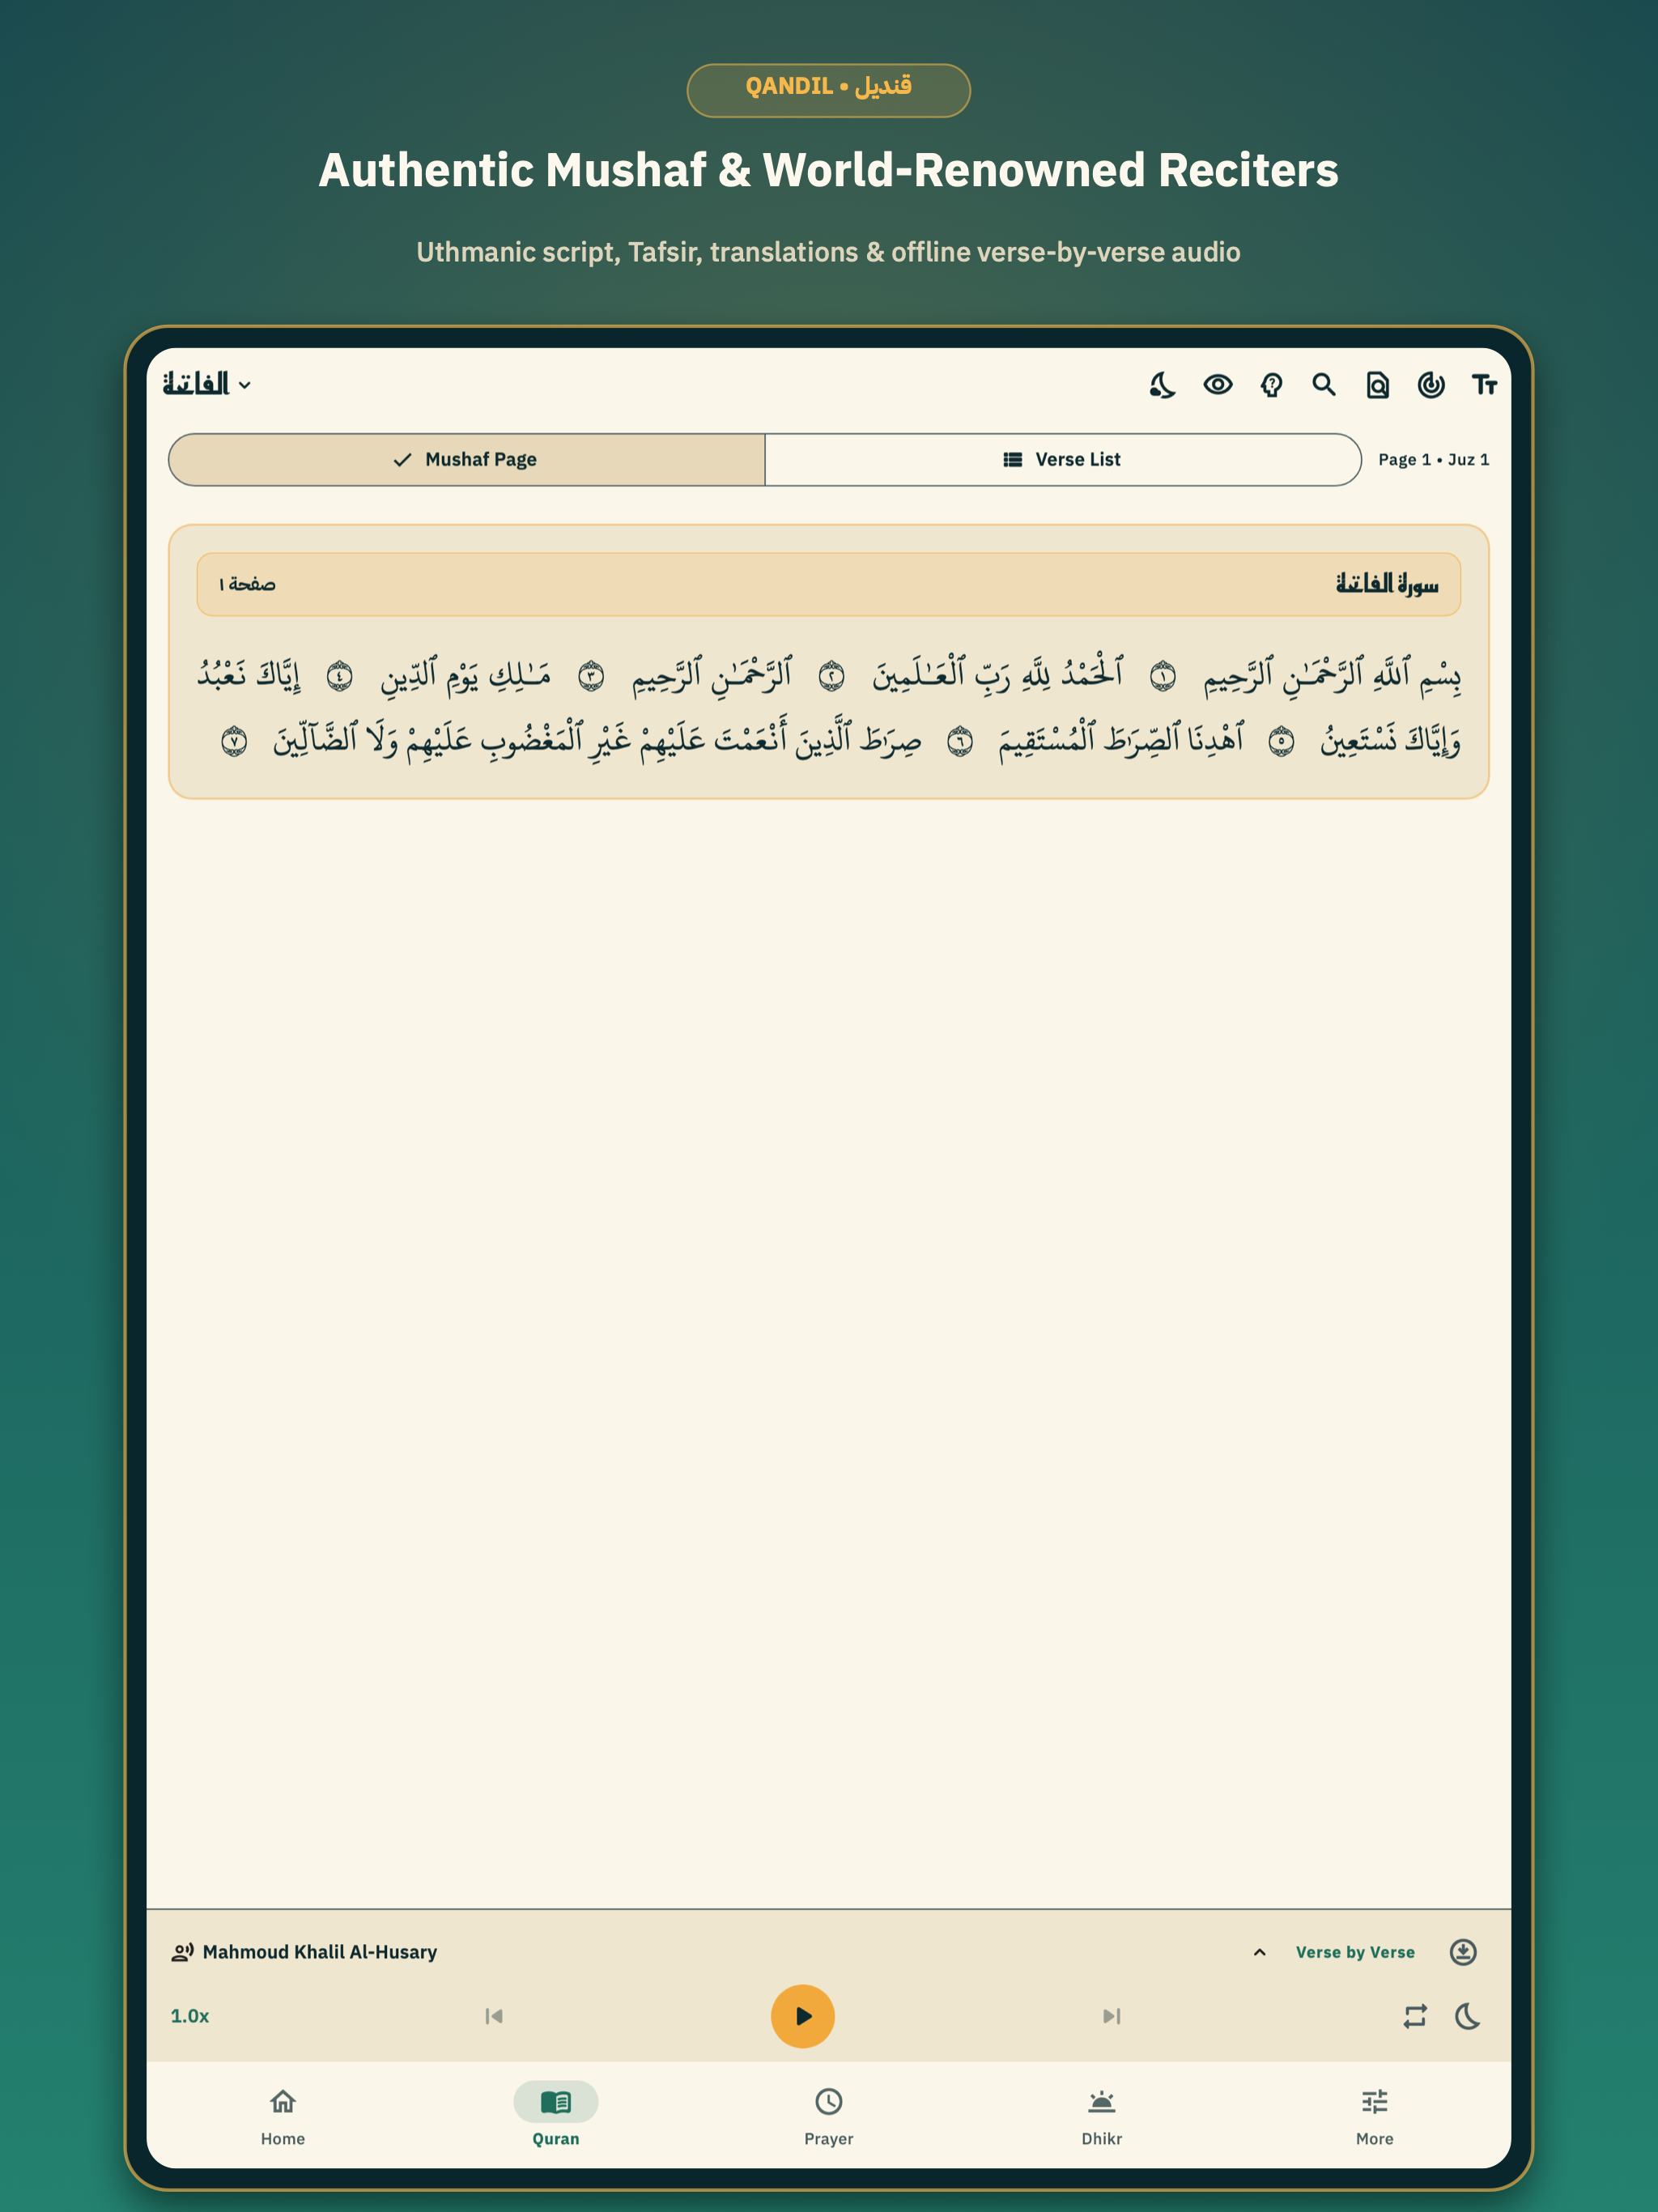 QANDIL • قنديل
Authentic Mushaf & World-Renowned Reciters
Uthmanic script, Tafsir, translations & offline verse-by-verse audio
الفاتحة
Mushaf Page
Verse List
Page 1 • Juz 1
سورة الفاتحة
صفحة ١
بِسْمِ ٱللَّهِ ٱلرَّحْمَـٰنِ ٱلرَّحِيمِ ١ ٱلْحَمْدُ لِلَّهِ رَبِّ ٱلْعَـٰلَمِينَ ٢ ٱلرَّحْمَـٰنِ ٱلرَّحِيمِ ٣ مَـٰلِكِ يَوْمِ ٱلدِّينِ ٤ إِيَّاكَ نَعْبُدُ
وَإِيَّاكَ نَسْتَعِينُ ٥ ٱهْدِنَا ٱلصِّرَٰطَ ٱلْمُسْتَقِيمَ ٦ صِرَٰطَ ٱلَّذِينَ أَنْعَمْتَ عَلَيْهِمْ غَيْرِ ٱلْمَغْضُوبِ عَلَيْهِمْ وَلَا ٱلضَّآلِّينَ ٧
Mahmoud Khalil Al-Husary
Verse by Verse
1.0x
Home
Quran
Prayer
Dhikr
More